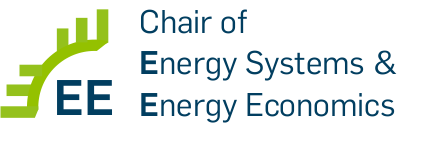 Chair of
Energy Systems &
EE
Energy Economics